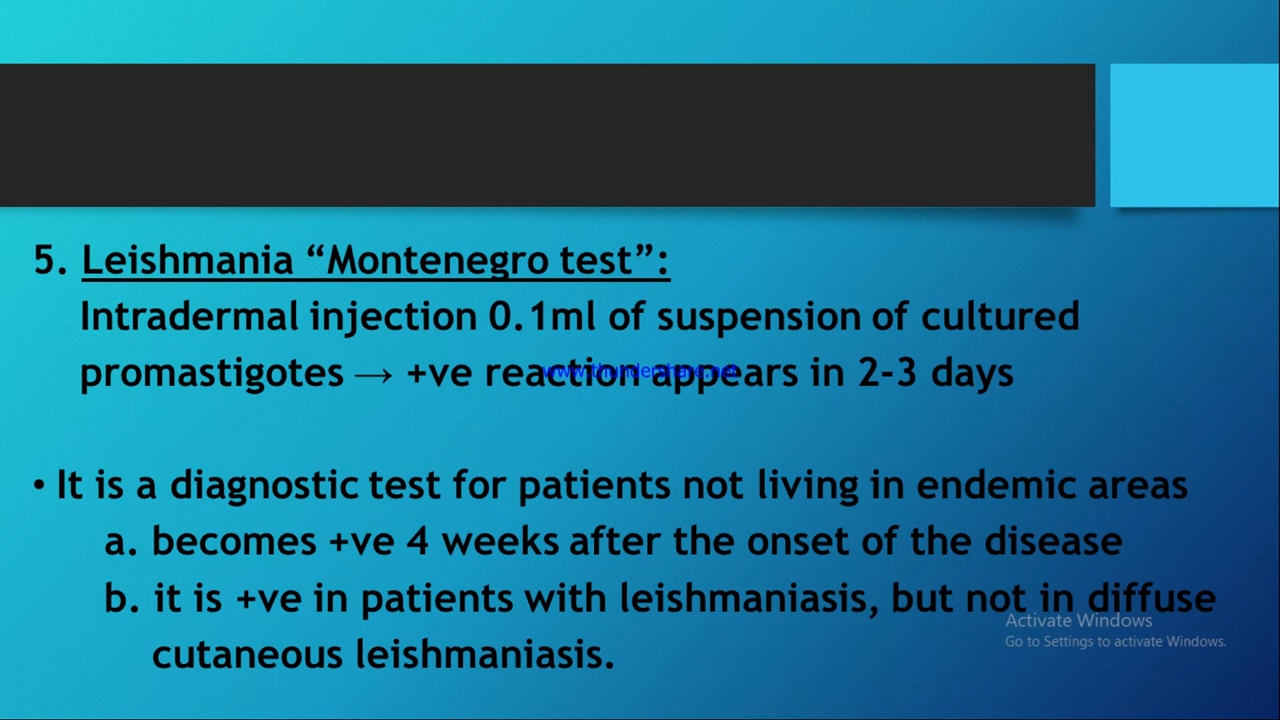 5. Leishmania “Montenegro test”:
Intradermal injection 0.1ml of suspension of cultured
promastigotes → +ve reaction appears in 2-3 days
www.thundershare.net
• It is a diagnostic test for patients not living in endemic areas
a. becomes +ve 4 weeks after the onset of the disease
b. it is +ve in patients with leishmaniasis, but not in diffuse
cutaneous leishmaniasis.
Activate Windows
Go to Settings to activate Windows.